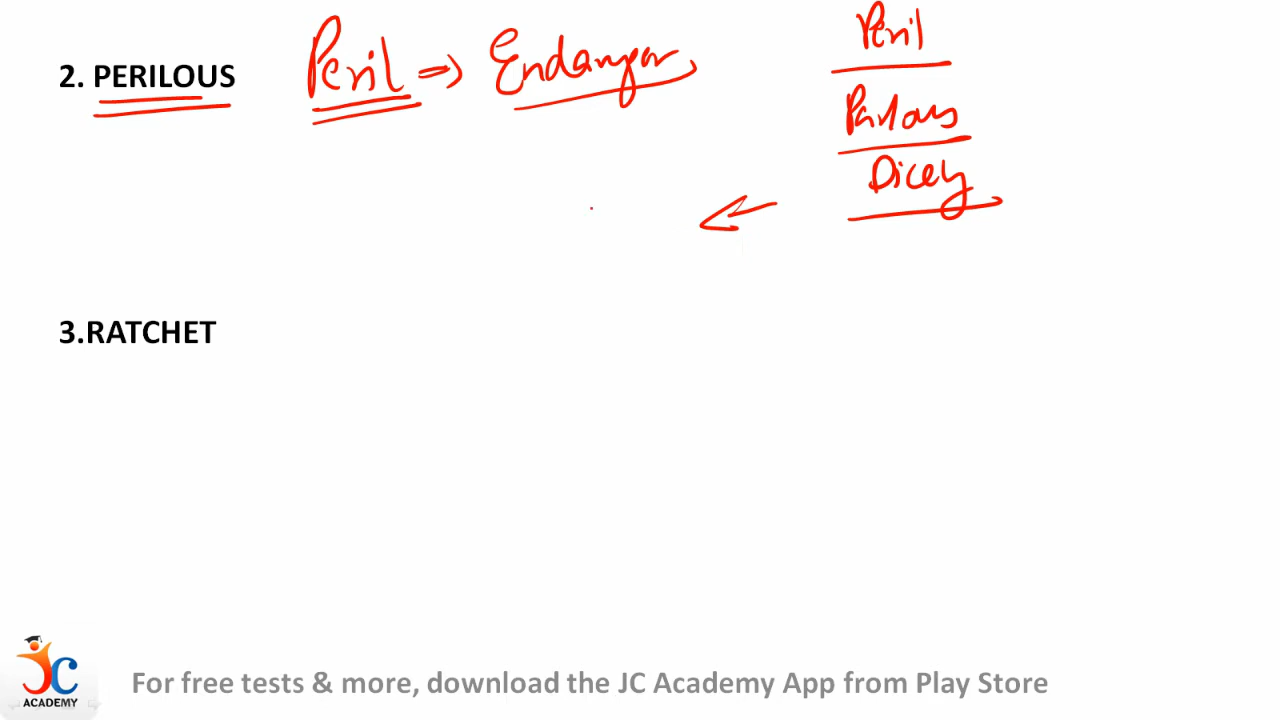 2. PERILOUS Peril ⇒ Endanger
Peril
Parlous
Dicey
3.RATCHET
JC
ACADEMY
For free tests & more, download the JC Academy App from Play Store